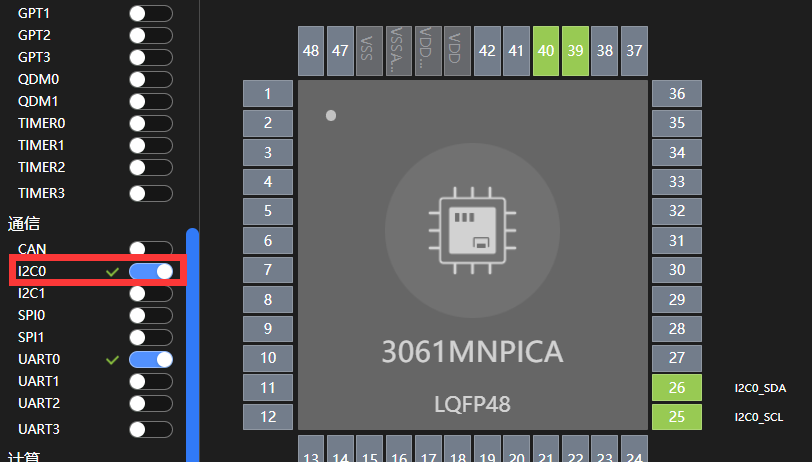 GPT1
GPT2
GPT3
QDM0
QDM1
TIMER0
TIMER1
TIMER2
TIMER3
通信
CAN
I2C0
I2C1
SPI0
SPI1
UART0
UART1
UART2
UART3
计算
48 47 VSS VSSA... VDD... VDD 42 41 40 39 38 37
1
2
3
4
5
6
7
8
9
10
11
12
3061MNPICA
LQFP48
36
35
34
33
32
31
30
29
28
27
26 I2C0_SDA
25 I2C0_SCL
13 14 15 16 17 18 19 20 21 22 23 24